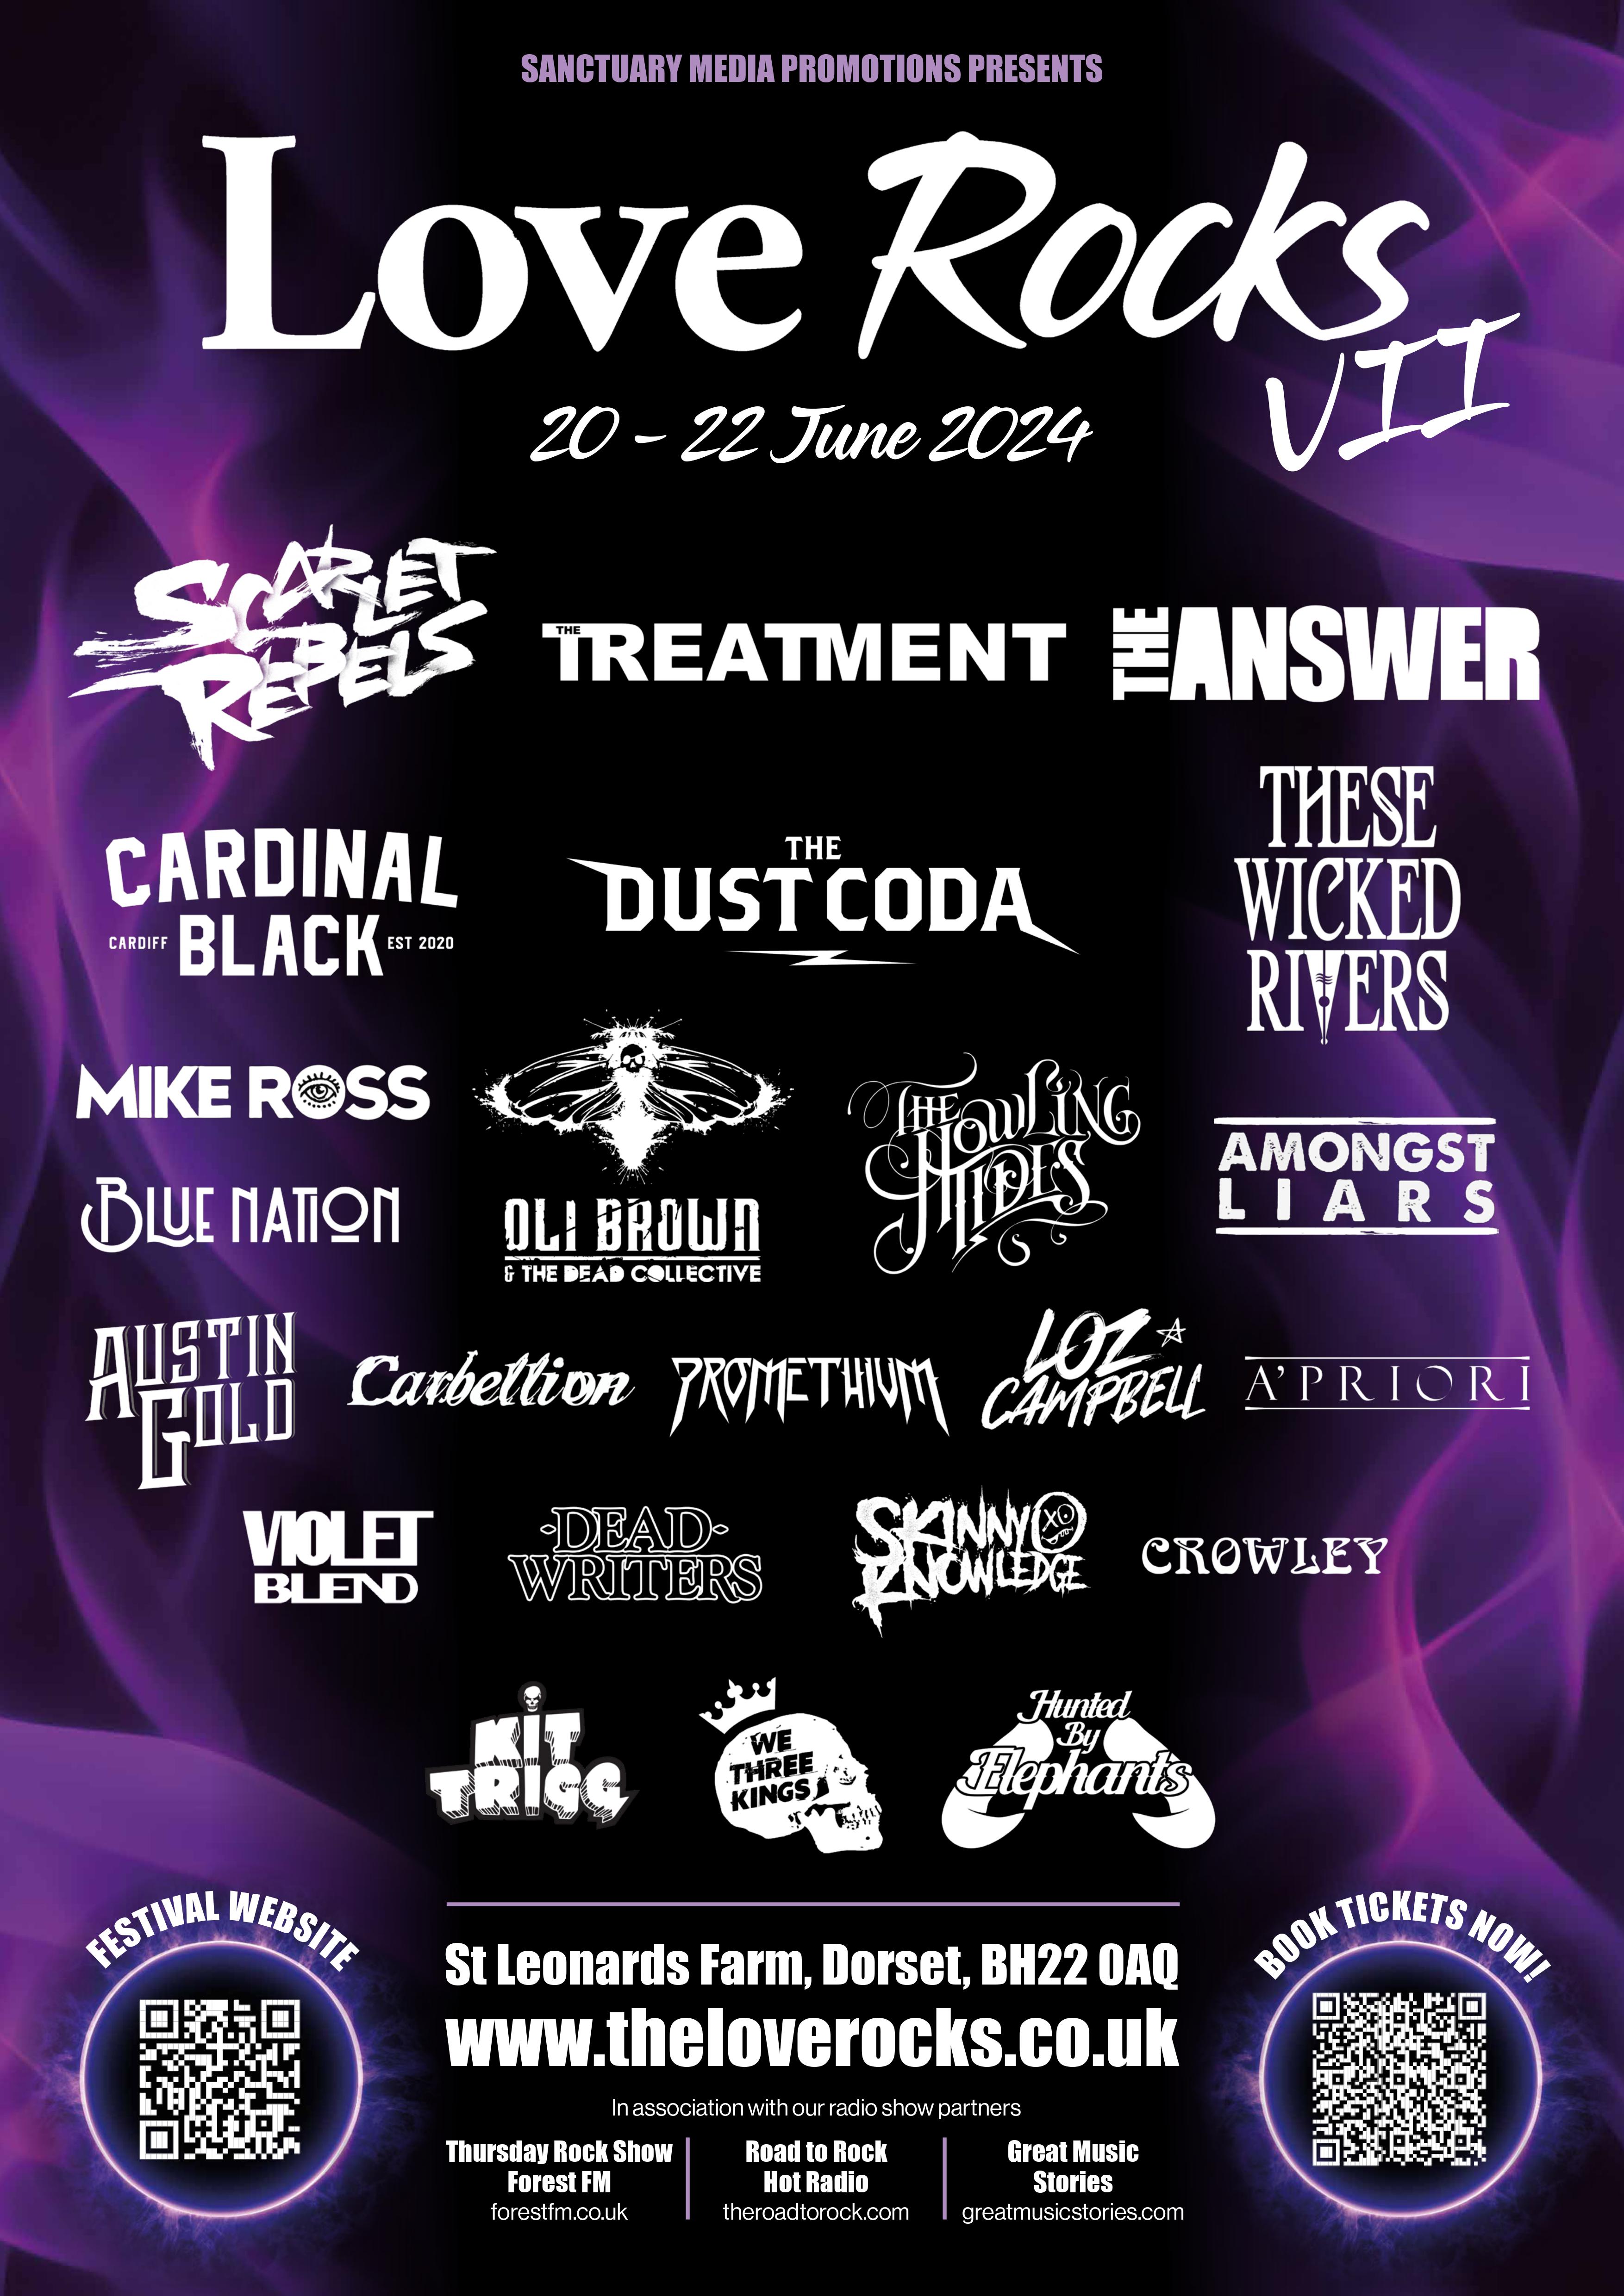 SANCTUARY MEDIA PROMOTIONS PRESENTS
Love Rocks
VII
20 - 22 June 2024
SCARLET
REBELS
THE TREATMENT
THE ANSWER
CARDINAL
CARDIFF BLACK EST 2020
THE
DUST CODA
THESE
WICKED
RIVERS
MIKE ROSS
BLUE NATION
OLI BROWN
& THE DEAD COLLECTIVE
THE HOWLING
TIDES
AMONGST
LIARS
AUSTIN
GOLD
Carbellion
PROMETHIUM
LOZ
CAMPBELL
A'PRIORI
VIOLET
BLEND
-DEAD-
WRITERS
SKINNY
KNOWLEDGE
CROWLEY
KIT
TRIGG
WE
THREE
KINGS
Hunted
By
Elephants
FESTIVAL WEBSITE
BOOK TICKETS NOW!
St Leonards Farm, Dorset, BH22 0AQ
www.theloverocks.co.uk
In association with our radio show partners
Thursday Rock Show
Forest FM
forestfm.co.uk
Road to Rock
Hot Radio
theroadtorock.com
Great Music
Stories
greatmusicstories.com